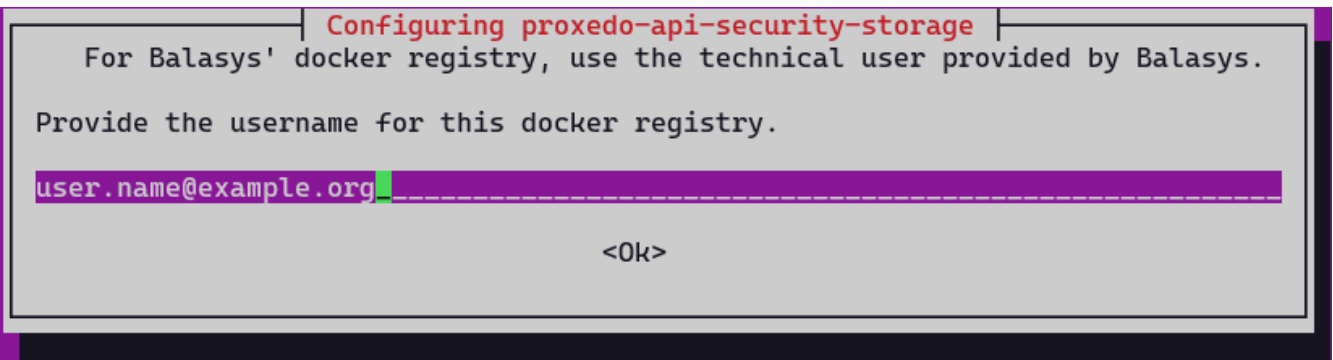 Configuring proxedo-api-security-storage
For Balasys' docker registry, use the technical user provided by Balasys.
Provide the username for this docker registry.
user.name@example.org_______________________________________________________
<Ok>